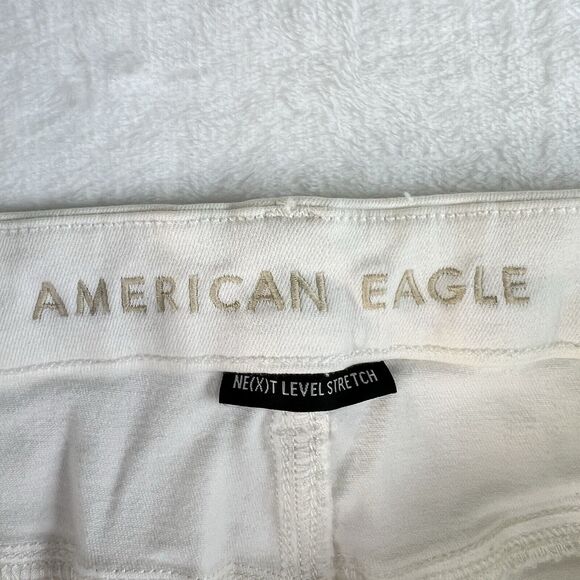 AMERICAN EAGLE
NE(X)T LEVEL STRETCH